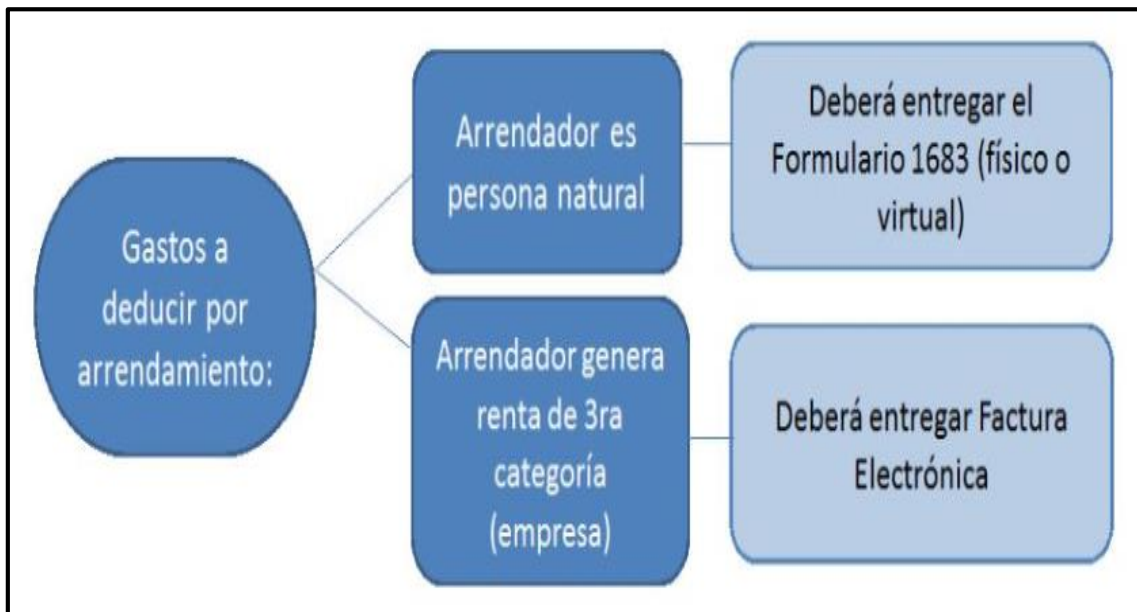 Gastos a
deducir por
arrendamiento:
Arrendador es
persona natural
Deberá entregar el
Formulario 1683 (físico o
virtual)
Arrendador genera
renta de 3ra
categoría
(empresa)
Deberá entregar Factura
Electrónica